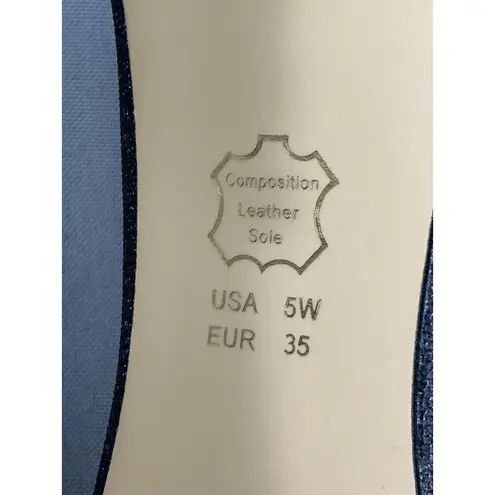 Composition
Leather
Sole
USA 5W
EUR 35